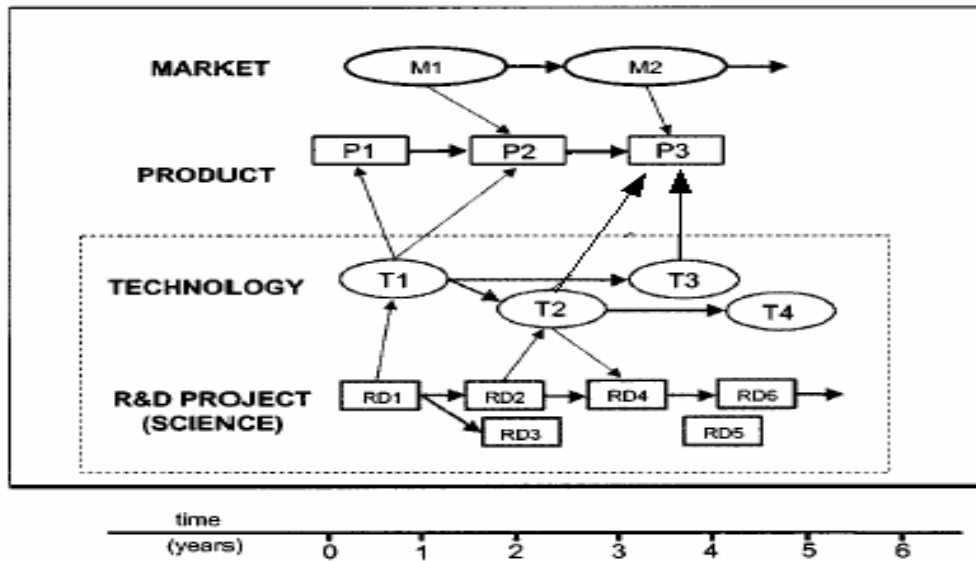 MARKET M1 M2
PRODUCT P1 P2 P3
TECHNOLOGY T1 T3
T2 T4
R&D PROJECT RD1 RD2 RD4 RD6
(SCIENCE) RD3 RD5
time
(years) 0 1 2 3 4 5 6